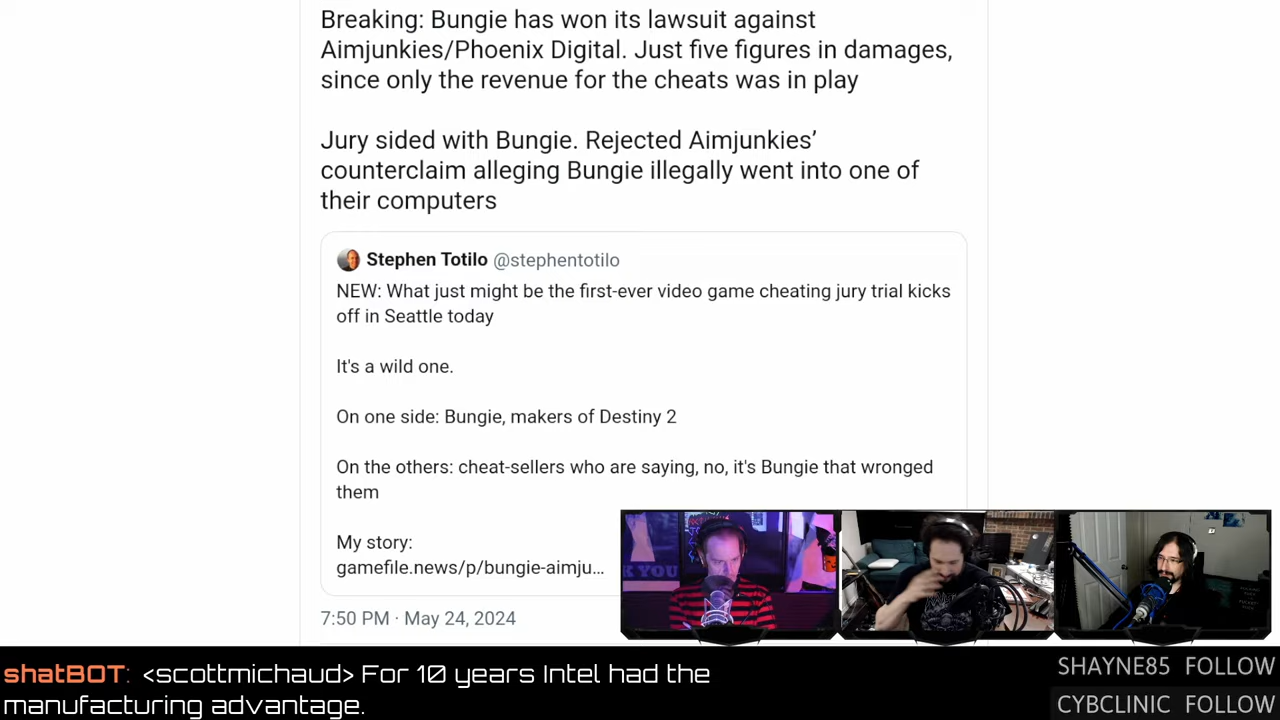 Breaking: Bungie has won its lawsuit against
Aimjunkies/Phoenix Digital. Just five figures in damages,
since only the revenue for the cheats was in play
Jury sided with Bungie. Rejected Aimjunkies’
counterclaim alleging Bungie illegally went into one of
their computers
Stephen Totilo @stephentotilo
NEW: What just might be the first-ever video game cheating jury trial kicks
off in Seattle today
It's a wild one.
On one side: Bungie, makers of Destiny 2
On the others: cheat-sellers who are saying, no, it's Bungie that wronged
them
My story:
gamefile.news/p/bungie-aimju...
7:50 PM · May 24, 2024
K YOU
shatBOT: <scottmichaud> For 10 years Intel had the
manufacturing advantage.
SHAYNE85 FOLLOW
CYBCLINIC FOLLOW